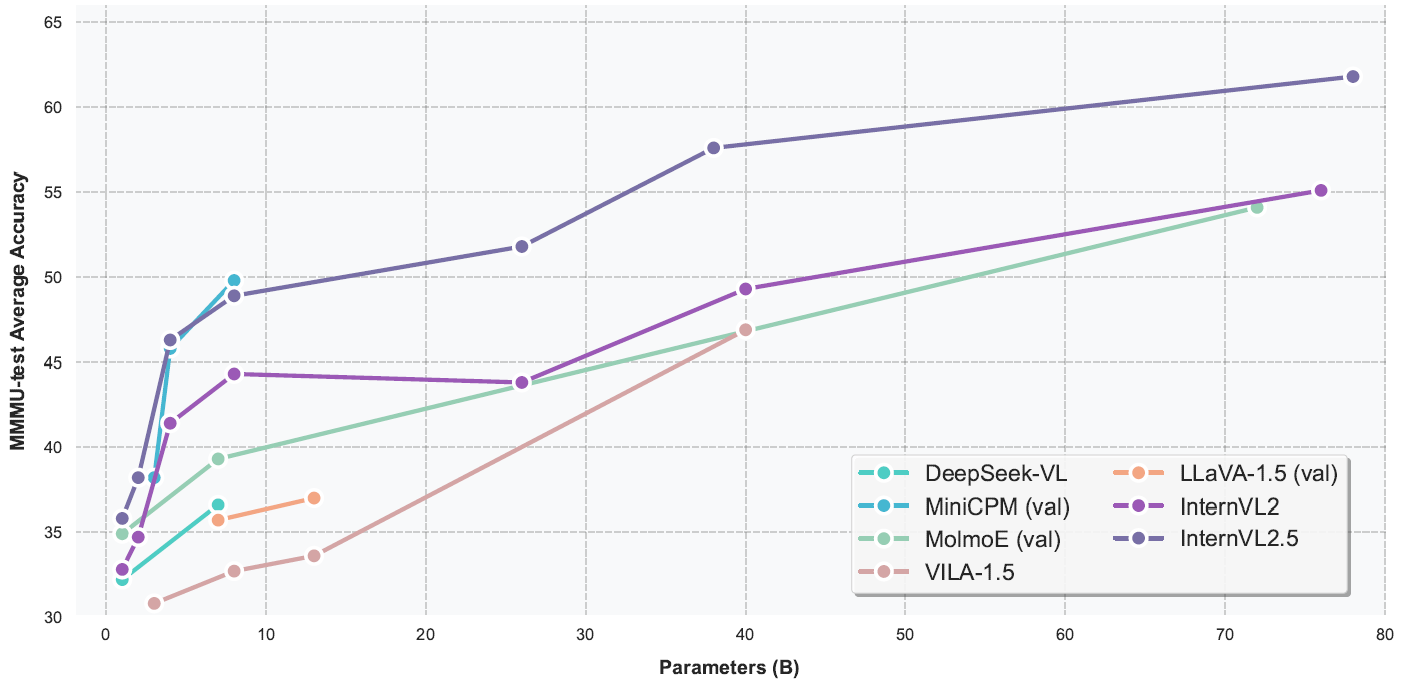 65
60
55
50
45
40
35
30
MMMU-test Average Accuracy
DeepSeek-VL
MiniCPM (val)
MolmoE (val)
VILA-1.5
LLaVA-1.5 (val)
InternVL2
InternVL2.5
0 10 20 30 40 50 60 70 80
Parameters (B)